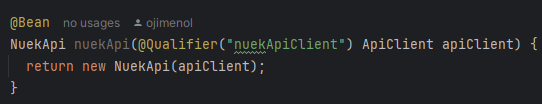 @Bean no usages ojimenol
NuekApi nuekApi(@Qualifier("nuekApiClient") ApiClient apiClient) {
return new NuekApi(apiClient);
}